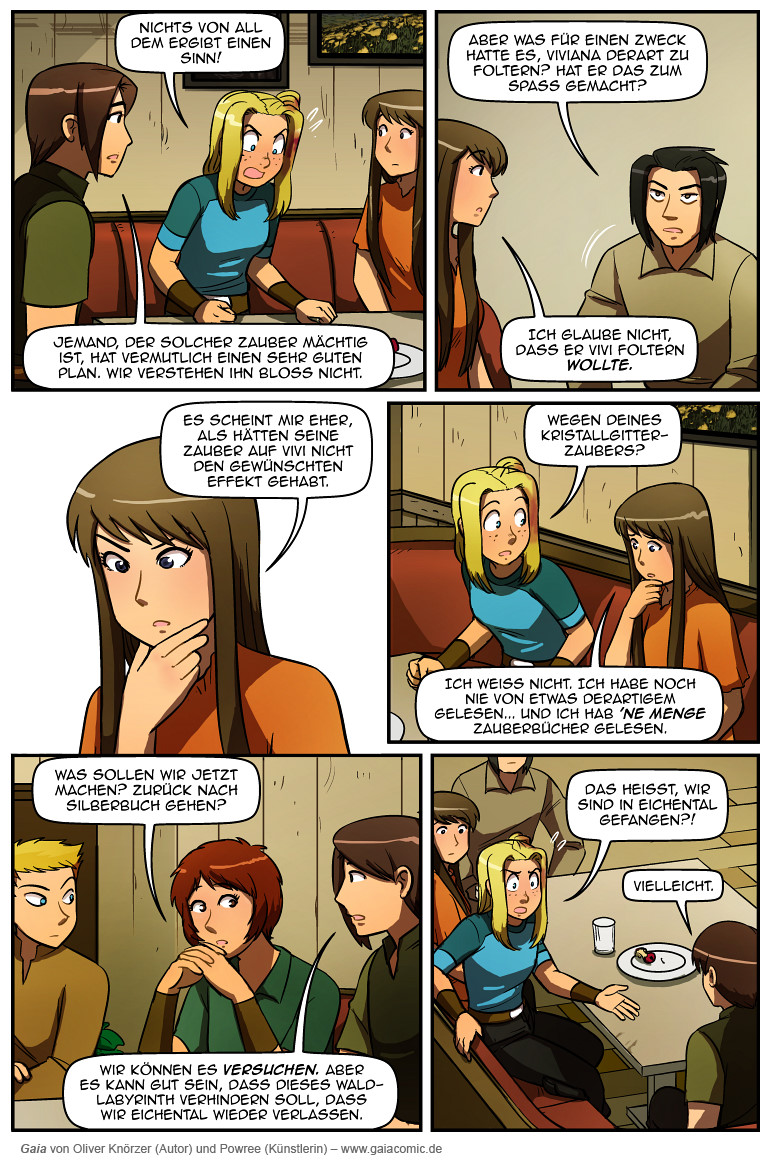 NICHTS VON ALL
DEM ERGIBT EINEN
SINN!
JEMAND, DER SOLCHER ZAUBER MÄCHTIG
IST, HAT VERMUTLICH EINEN SEHR GUTEN
PLAN. WIR VERSTEHEN IHN BLOSS NICHT.
ABER WAS FÜR EINEN ZWECK
HATTE ES, VIVIANA DERART ZU
FOLTERN? HAT ER DAS ZUM
SPASS GEMACHT?
ICH GLAUBE NICHT,
DASS ER VIVI FOLTERN
WOLLTE.
ES SCHEINT MIR EHER,
ALS HÄTTEN SEINE
ZAUBER AUF VIVI NICHT
DEN GEWÜNSCHTEN
EFFEKT GEHABT.
WEGEN DEINES
KRISTALLGITTER-
ZAUBERS?
ICH WEISS NICHT. ICH HABE NOCH
NIE VON ETWAS DERARTIGEM
GELESEN... UND ICH HAB 'NE MENGE
ZAUBERBÜCHER GELESEN.
WAS SOLLEN WIR JETZT
MACHEN? ZURÜCK NACH
SILBERBUCH GEHEN?
WIR KÖNNEN ES VERSUCHEN. ABER
ES KANN GUT SEIN, DASS DIESES WALD-
LABYRINTH VERHINDERN SOLL, DASS
WIR EICHENTAL WIEDER VERLASSEN.
DAS HEISST, WIR
SIND IN EICHENTAL
GEFANGEN?!
VIELLEICHT.
Gaia von Oliver Knörzer (Autor) und Powree (Künstlerin) – www.gaiacomic.de